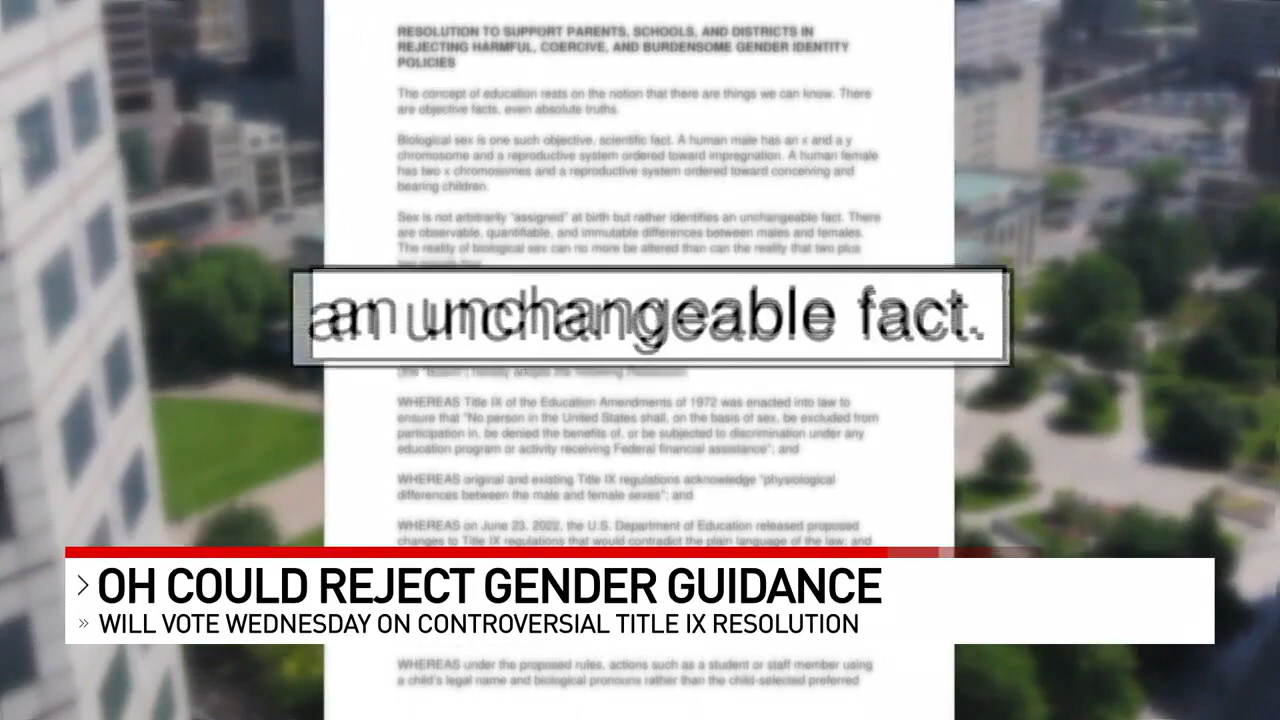 RESOLUTION TO SUPPORT PARENTS, SCHOOLS, AND DISTRICTS IN
REJECTING HARMFUL, COERCIVE, AND BURDENSOME GENDER IDENTITY
POLICIES
The concept of education rests on the notion that there are things we can know. There
are objective facts, even absolute truths.
Biological sex is one such objective, scientific fact. A human male has an x and a y
chromosome and a reproductive system ordered toward impregnation. A human female
has two x chromosomes and a reproductive system ordered toward conceiving and
bearing children.
Sex is not arbitrarily "assigned" at birth but rather identifies an unchangeable fact. There
are observable, quantifiable, and immutable differences between males and females.
The reality of biological sex can no more be altered than can the reality that two plus
an unchangeable fact.
WHEREAS Title IX of the Education Amendments of 1972 was enacted into law to
ensure that "No person in the United States shall, on the basis of sex, be excluded from
participation in, be denied the benefits of, or be subjected to discrimination under any
education program or activity receiving Federal financial assistance"; and
WHEREAS original and existing Title IX regulations acknowledge "physiological
differences between the male and female sexes"; and
WHEREAS on June 23, 2022, the U.S. Department of Education released proposed
changes to Title IX regulations that would contradict the plain language of the law; and
> OH COULD REJECT GENDER GUIDANCE
» WILL VOTE WEDNESDAY ON CONTROVERSIAL TITLE IX RESOLUTION
WHEREAS under the proposed rules, actions such as a student or staff member using
a child's legal name and biological pronouns rather than the child-selected preferred